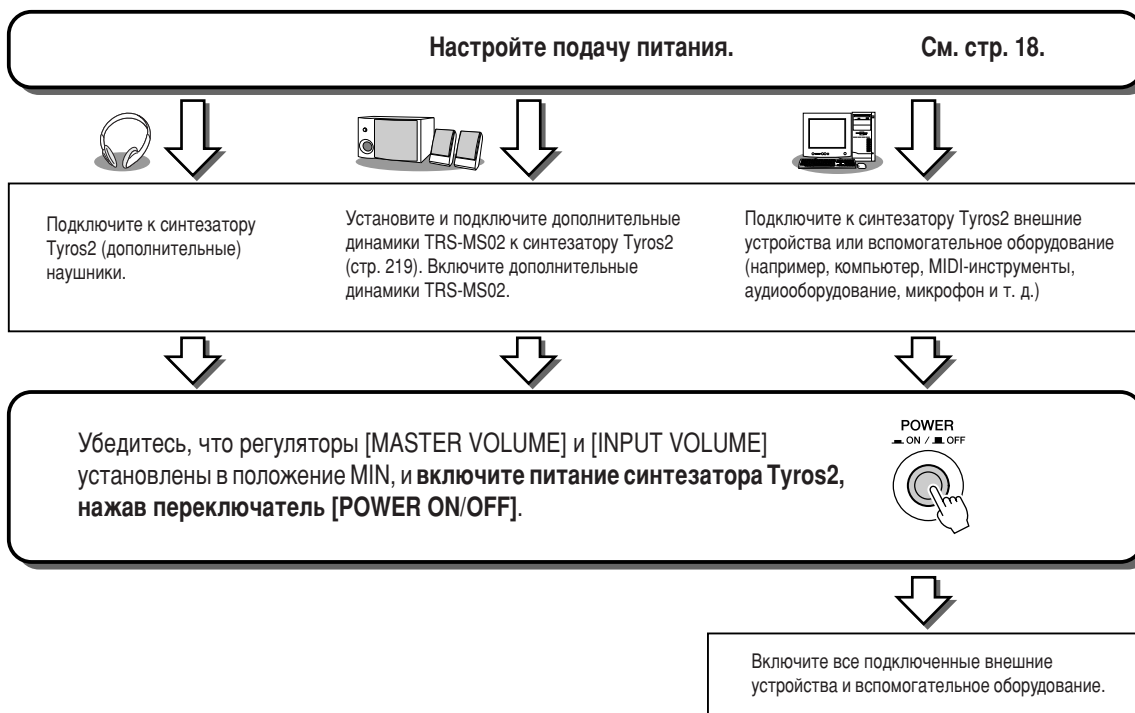 Настройте подачу питания. См. стр. 18.
Подключите к синтезатору
Tyros2 (дополнительные)
наушники.
Установите и подключите дополнительные
динамики TRS-MS02 к синтезатору Tyros2
(стр. 219). Включите дополнительные
динамики TRS-MS02.
Подключите к синтезатору Tyros2 внешние
устройства или вспомогательное оборудование
(например, компьютер, MIDI-инструменты,
аудиооборудование, микрофон и т. д.)
Убедитесь, что регуляторы [MASTER VOLUME] и [INPUT VOLUME]
установлены в положение MIN, и включите питание синтезатора Tyros2,
нажав переключатель [POWER ON/OFF].
POWER
ON / OFF
Включите все подключенные внешние
устройства и вспомогательное оборудование.